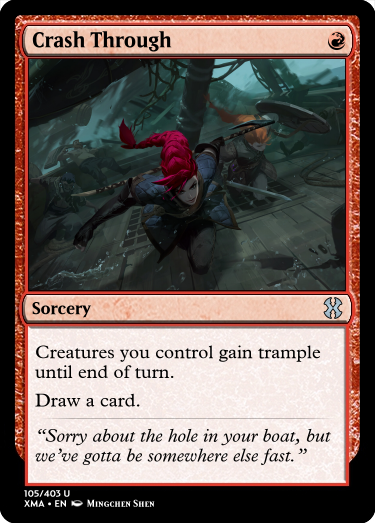 Crash Through
Sorcery
Creatures you control gain trample
until end of turn.
Draw a card.
“Sorry about the hole in your boat, but
we’ve gotta be somewhere else fast.”
105/403 U
XMA • EN Mingchen Shen